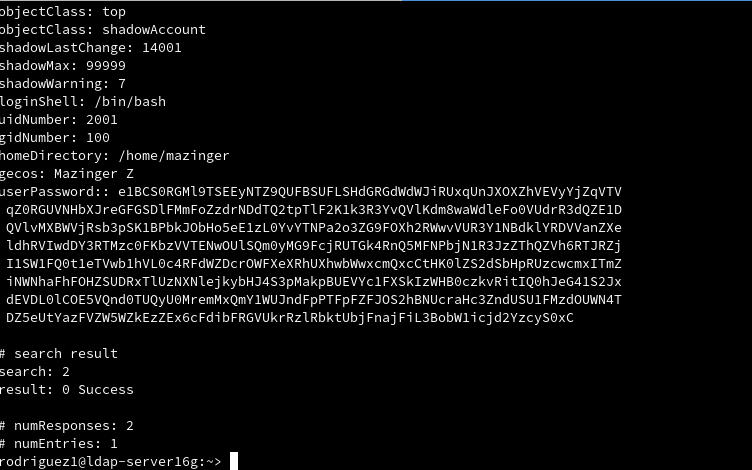 objectClass: top
objectClass: shadowAccount
shadowLastChange: 14001
shadowMax: 99999
shadowWarning: 7
loginShell: /bin/bash
uidNumber: 2001
gidNumber: 100
homeDirectory: /home/mazinger
gecos: Mazinger Z
userPassword:: e1BCS0RGMl9TSEEyNTZ9QUFBSUFLSHdGRGdWdWJiRUxqUnJXOXZhVEVyYjZqVTV
qZ0RGUVNHbXJreGFGSDlFMmFoZzdrNDdTQ2tpTlF2K1k3R3YvQVlKdm8waWdleFo0VUdrR3dQZE1D
QVlvMXBWVjRsb3pSK1BPbkJObHo5eE1zL0YvYTNPa2o3ZG9FOXh2RWwvVUR3Y1NBdklYRDVVanZXe
ldhRVIwdDY3RTMzc0FKbzVVTENwOUlSQm0yMG9FcjRUTGk4RnQ5MFNPbjN1R3JzZThQZVh6RTJRZj
I1SW1FQ0t1eTVwb1hVL0c4RFdWZDcrOWFXeXRhUXhwbWwxcmQxcCtHK0lZS2dSbHpRUzcwcmxITmZ
iNWNhaFhFOHZSUDRxTlUzNXNlejkybHJ4S3pMakpBUEVYc1FXSkIzWHB0czkvRitIQ0hJeG41S2Jx
dEVDL0lCOE5VQnd0TUQyU0MremMxQmY1WUJndFpPTFpFZFJOS2hBNUcraHc3ZndUSU1FMzdOUWN4T
DZ5eUtYazFVZW5WZkEzZEx6cFdibFRGVUkrRzlRbktUbjFnajFiL3BobW1icjd2YzcyS0xC
# search result
search: 2
result: 0 Success
# numResponses: 2
# numEntries: 1
rodriguez1@ldap-server16g:~>